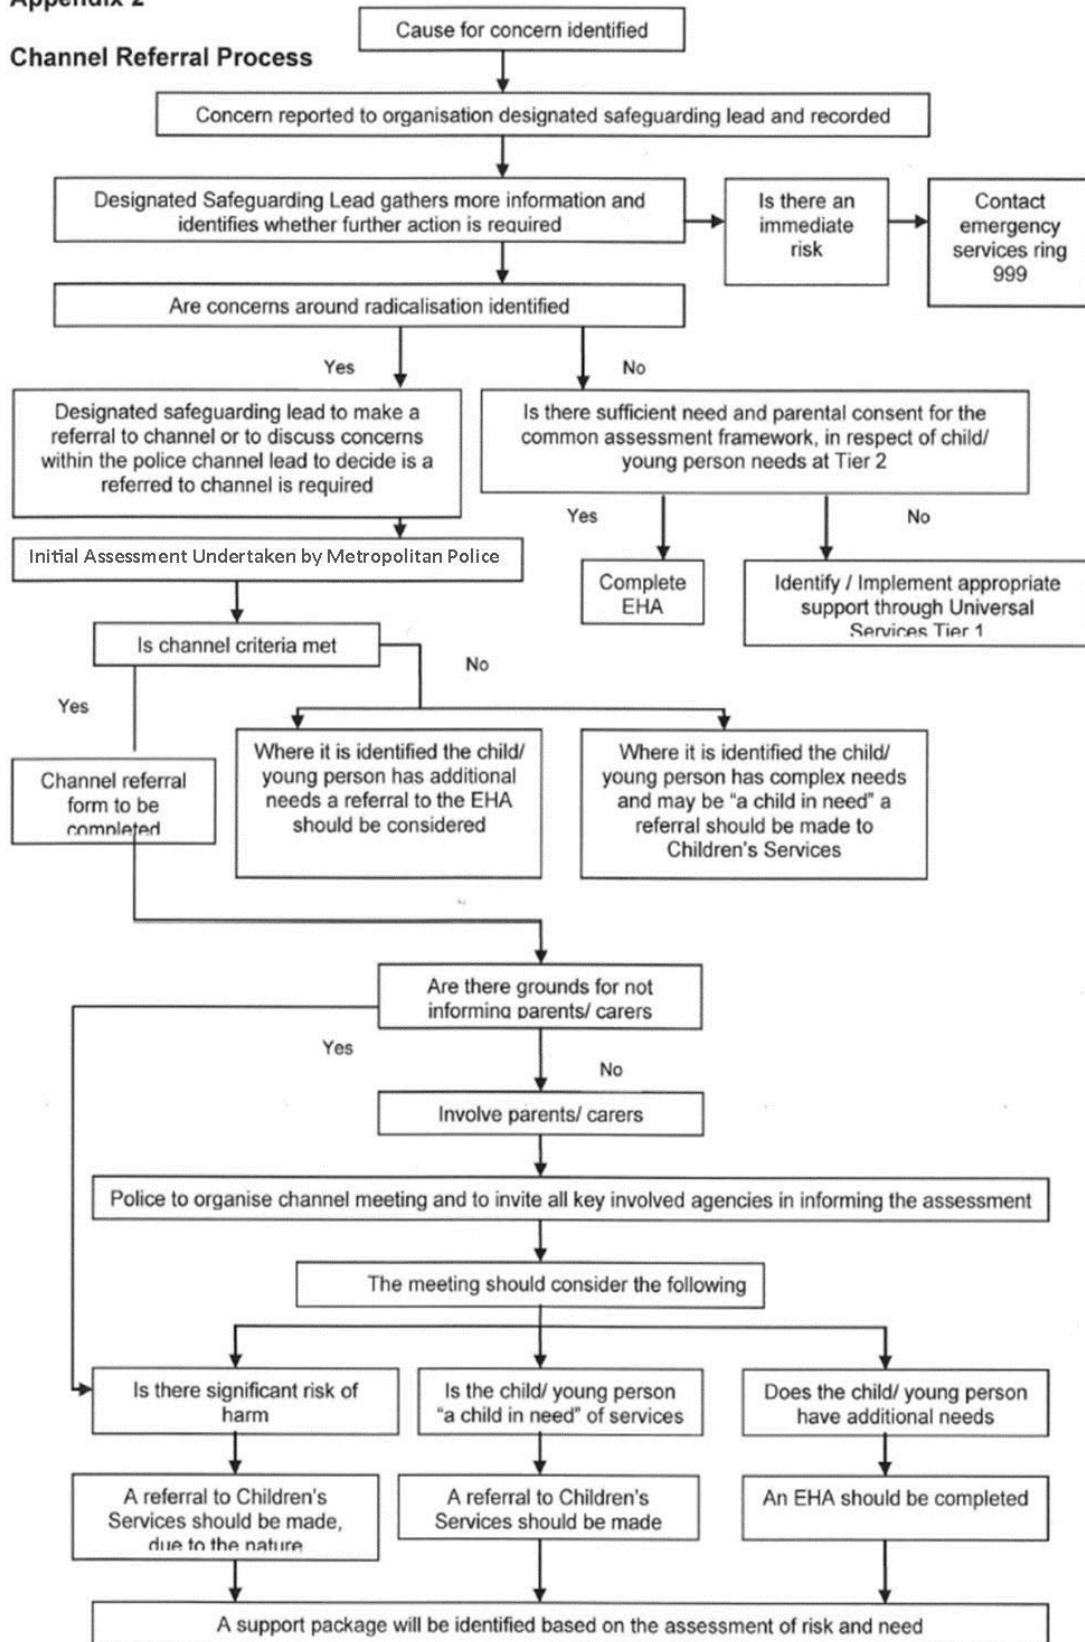 Appendix 2
Channel Referral Process
Cause for concern identified
Concern reported to organisation designated safeguarding lead and recorded
Designated Safeguarding Lead gathers more information and
identifies whether further action is required
Is there an
immediate
risk
Contact
emergency
services ring
999
Are concerns around radicalisation identified
Yes
No
Designated safeguarding lead to make a
referral to channel or to discuss concerns
within the police channel lead to decide is a
referred to channel is required
Is there sufficient need and parental consent for the
common assessment framework, in respect of child/
young person needs at Tier 2
Yes
No
Initial Assessment Undertaken by Metropolitan Police
Complete
EHA
Identify / Implement appropriate
support through Universal
Services Tier 1
Is channel criteria met
No
Yes
Channel referral
form to be
completed
Where it is identified the child/
young person has additional
needs a referral to the EHA
should be considered
Where it is identified the child/
young person has complex needs
and may be "a child in need" a
referral should be made to
Children's Services
Are there grounds for not
informing parents/ carers
Yes
No
Involve parents/ carers
Police to organise channel meeting and to invite all key involved agencies in informing the assessment
The meeting should consider the following
Is there significant risk of
harm
Is the child/ young person
"a child in need" of services
Does the child/ young person
have additional needs
A referral to Children's
Services should be made,
due to the nature
A referral to Children's
Services should be made
An EHA should be completed
A support package will be identified based on the assessment of risk and need